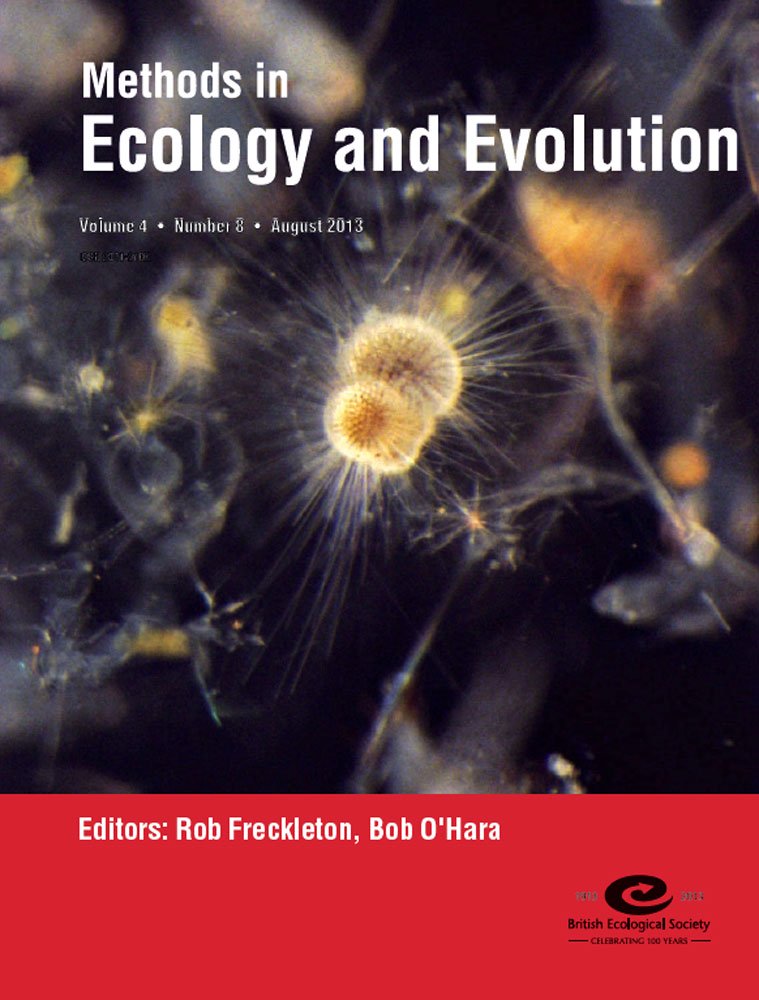 Methods in
Ecology and Evolution
Volume 4 • Number 8 • August 2013
Editors: Rob Freckleton, Bob O'Hara
British Ecological Society
CELEBRATING 100 YEARS